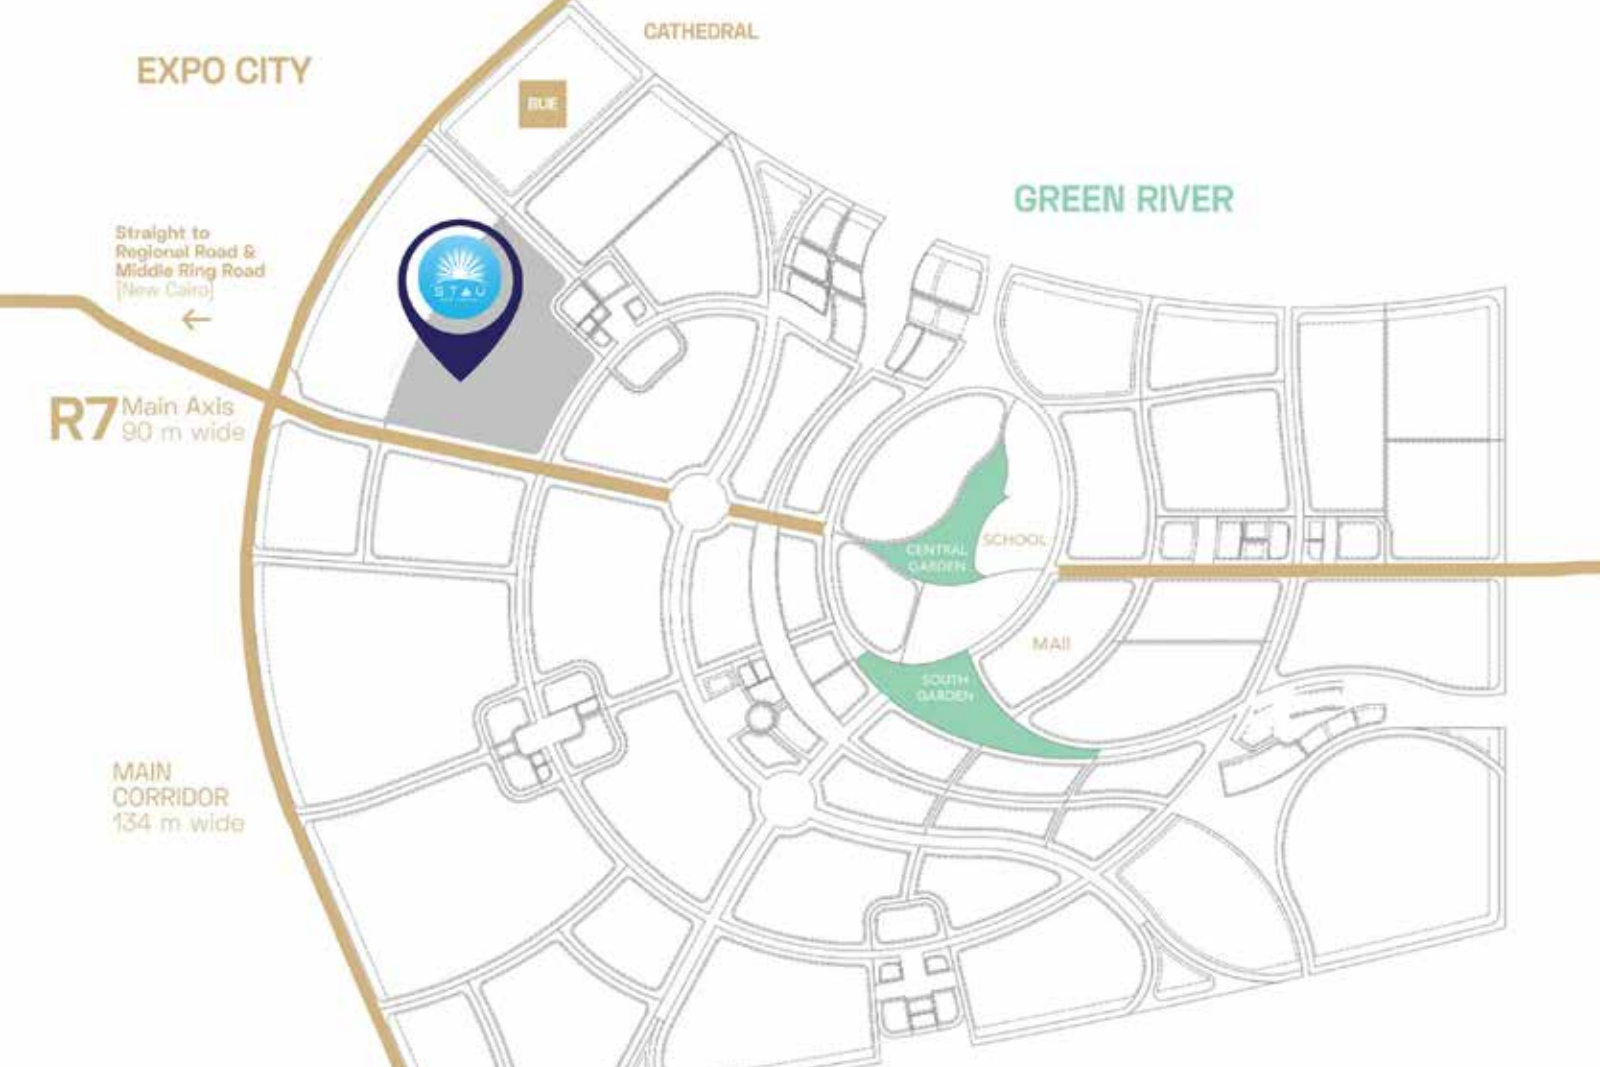 CATHEDRAL
EXPO CITY
BUE
GREEN RIVER
Straight to
Regional Road &
Middle Ring Road
[New Cairo]
STAU
R7 Main Axis
90 m wide
CENTRAL
GARDEN
SCHOOL
MAll
SOUTH
GARDEN
MAIN
CORRIDOR
134 m wide